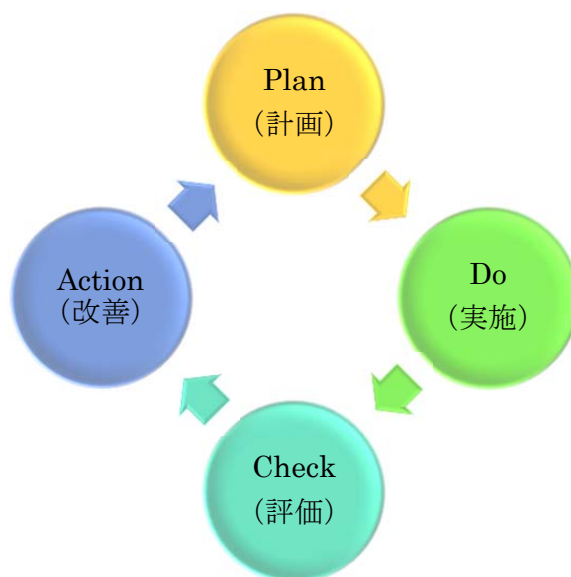 Plan
（計画）
Do
（実施）
Check
（評価）
Action
（改善）